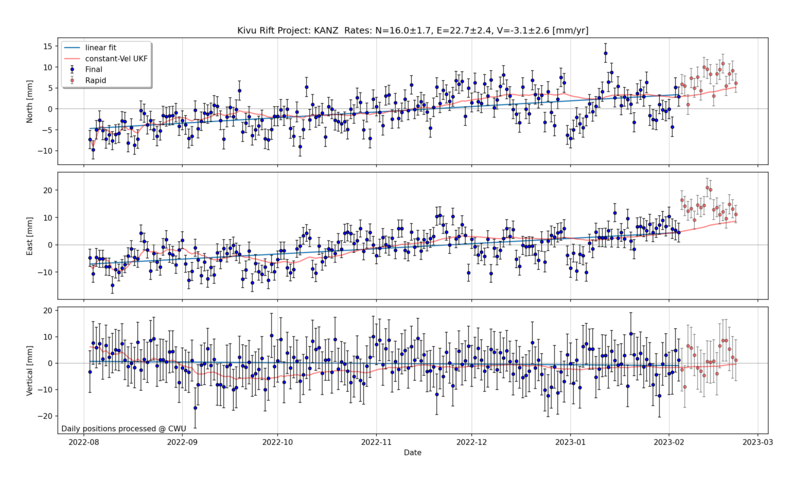 Kivu Rift Project: KANZ  Rates: N=16.0±1.7, E=22.7±2.4, V=-3.1±2.6 [mm/yr]
linear fit
constant-Vel UKF
Final
Rapid
North [mm]
15
10
5
0
−5
−10
East [mm]
20
10
0
−10
Vertical [mm]
20
10
0
−10
−20
Daily positions processed @ CWU
2022-08
2022-09
2022-10
2022-11
2022-12
2023-01
2023-02
2023-03
Date